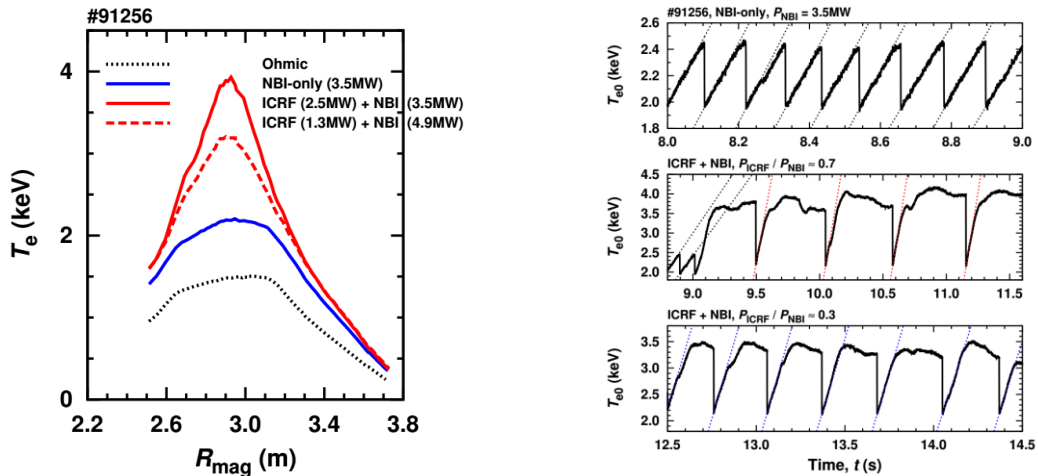 #91256
Ohmic
NBI-only (3.5MW)
ICRF (2.5MW) + NBI (3.5MW)
ICRF (1.3MW) + NBI (4.9MW)
4
2
0
Te (keV)
2.2 2.6 3.0 3.4 3.8
Rmag (m)
#91256, NBI-only, PNBI = 3.5MW
2.6
2.4
2.2
2.0
1.8
Te0 (keV)
8.0 8.2 8.4 8.6 8.8 9.0
ICRF + NBI, PICRF / PNBI ≈ 0.7
4.5
4.0
3.5
3.0
2.5
2.0
Te0 (keV)
9.0 9.5 10.0 10.5 11.0 11.5
ICRF + NBI, PICRF / PNBI ≈ 0.3
3.5
3.0
2.5
2.0
Te0 (keV)
12.5 13.0 13.5 14.0 14.5
Time, t (s)